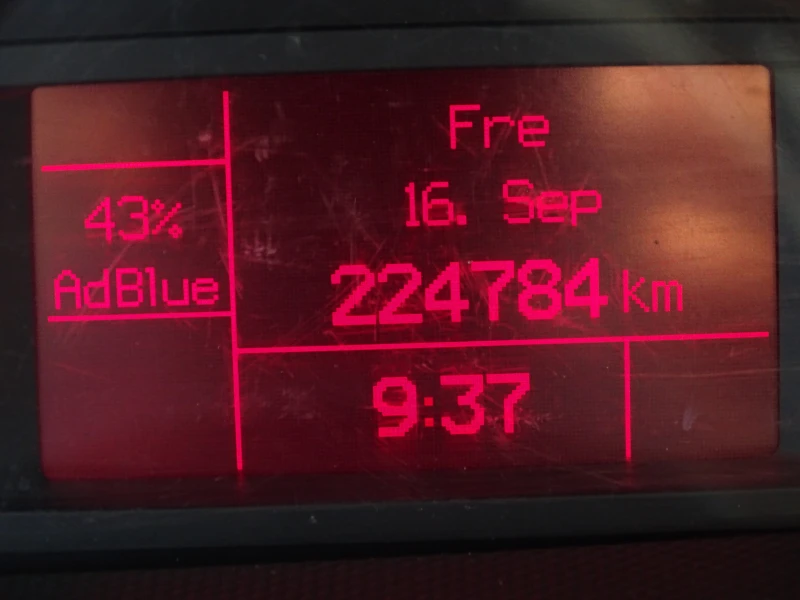 Fre
16. Sep
43%
AdBlue
224784 km
9:37